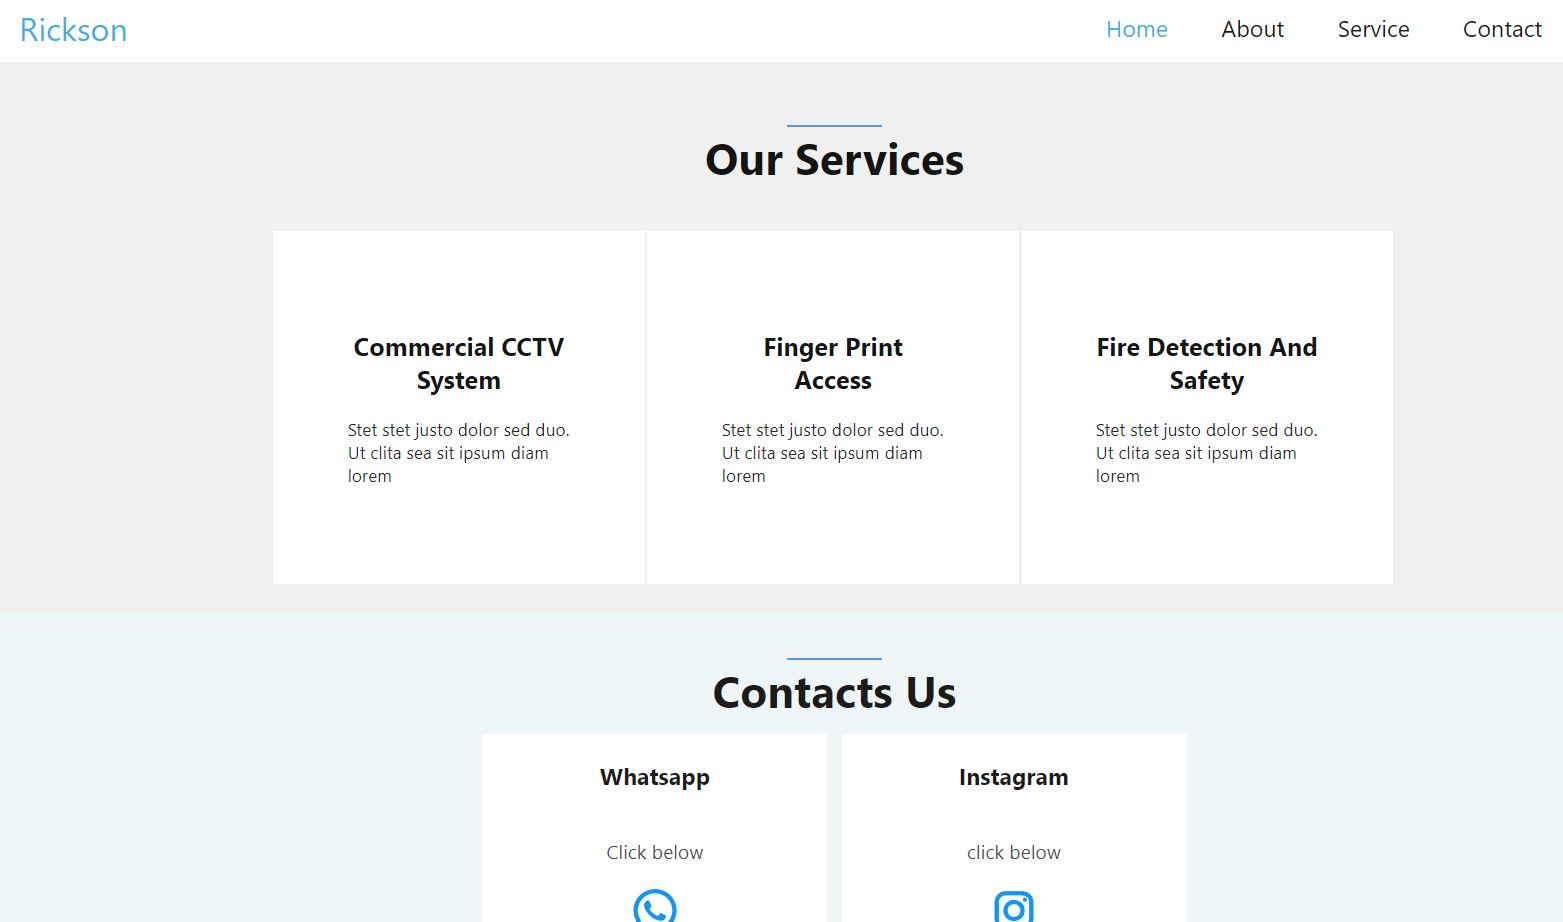 Rickson
Home About Service Contact
Our Services
Commercial CCTV
System
Stet stet justo dolor sed duo.
Ut clita sea sit ipsum diam
lorem
Finger Print
Access
Stet stet justo dolor sed duo.
Ut clita sea sit ipsum diam
lorem
Fire Detection And
Safety
Stet stet justo dolor sed duo.
Ut clita sea sit ipsum diam
lorem
Contacts Us
Whatsapp
Click below
Instagram
click below